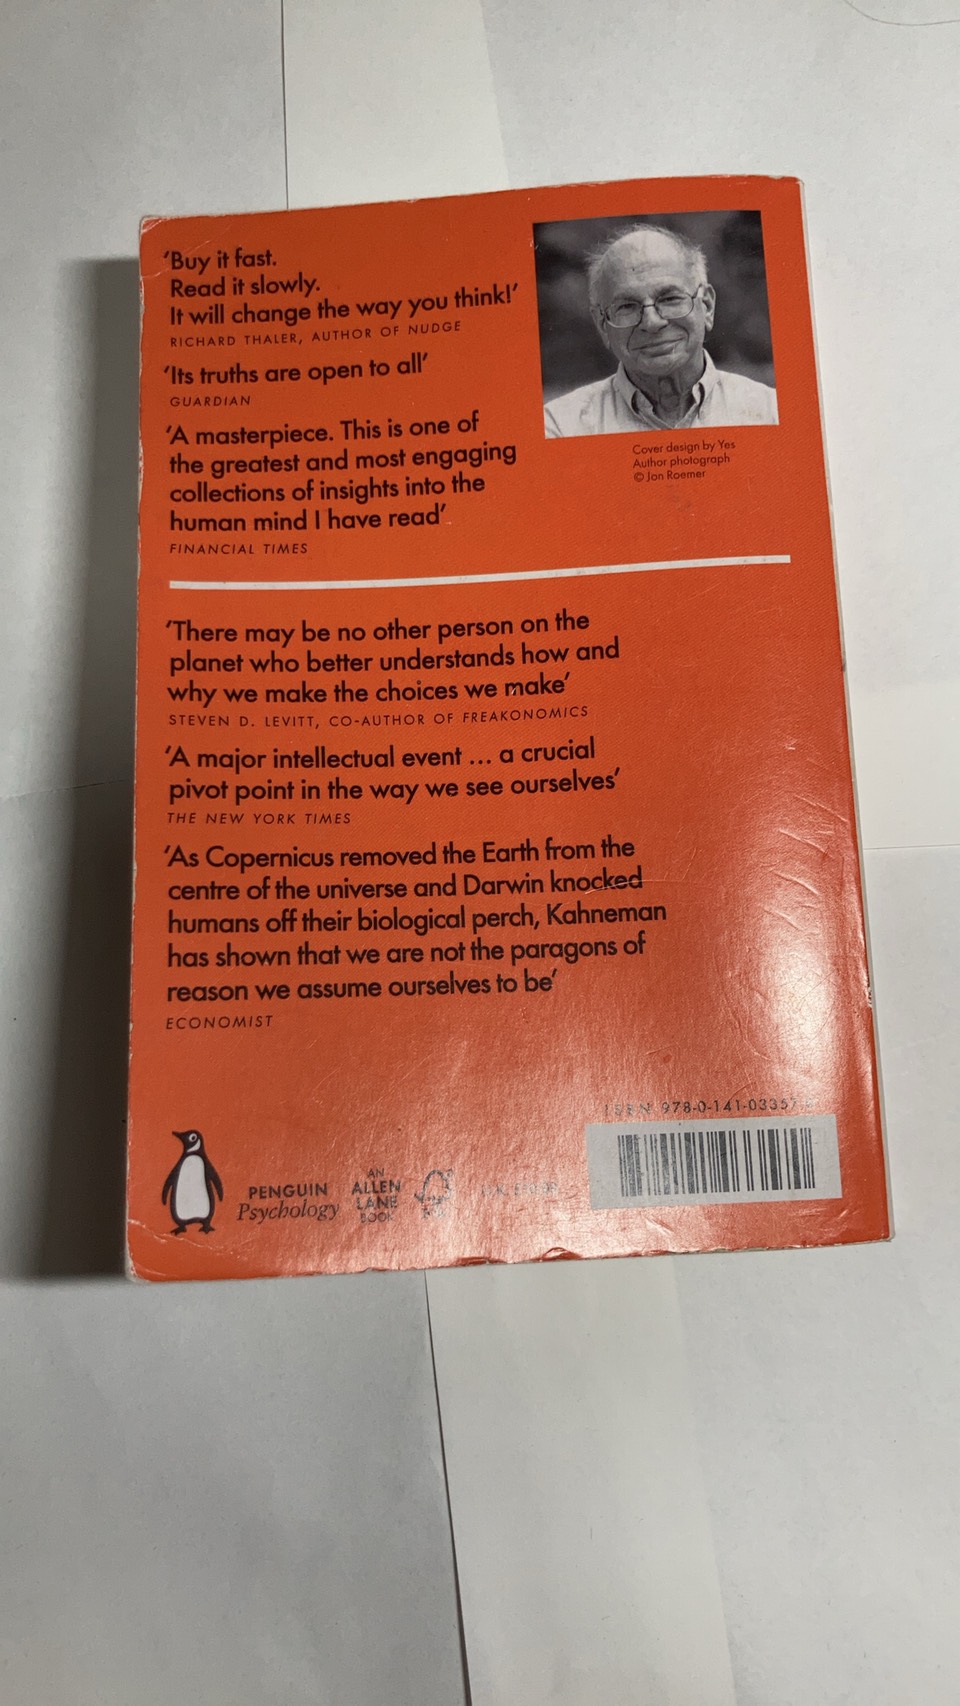 ‘Buy it fast.
Read it slowly.
It will change the way you think!’
RICHARD THALER, AUTHOR OF NUDGE
‘Its truths are open to all’
GUARDIAN
‘A masterpiece. This is one of
the greatest and most engaging
collections of insights into the
human mind I have read’
FINANCIAL TIMES
Cover design by Yes
Author photograph
© Jon Roemer
‘There may be no other person on the
planet who better understands how and
why we make the choices we make’
STEVEN D. LEVITT, CO-AUTHOR OF FREAKONOMICS
‘A major intellectual event ... a crucial
pivot point in the way we see ourselves’
THE NEW YORK TIMES
‘As Copernicus removed the Earth from the
centre of the universe and Darwin knocked
humans off their biological perch, Kahneman
has shown that we are not the paragons of
reason we assume ourselves to be’
ECONOMIST
ISBN
PENGUIN
Psychology
AN
ALLEN
LANE
BOOK